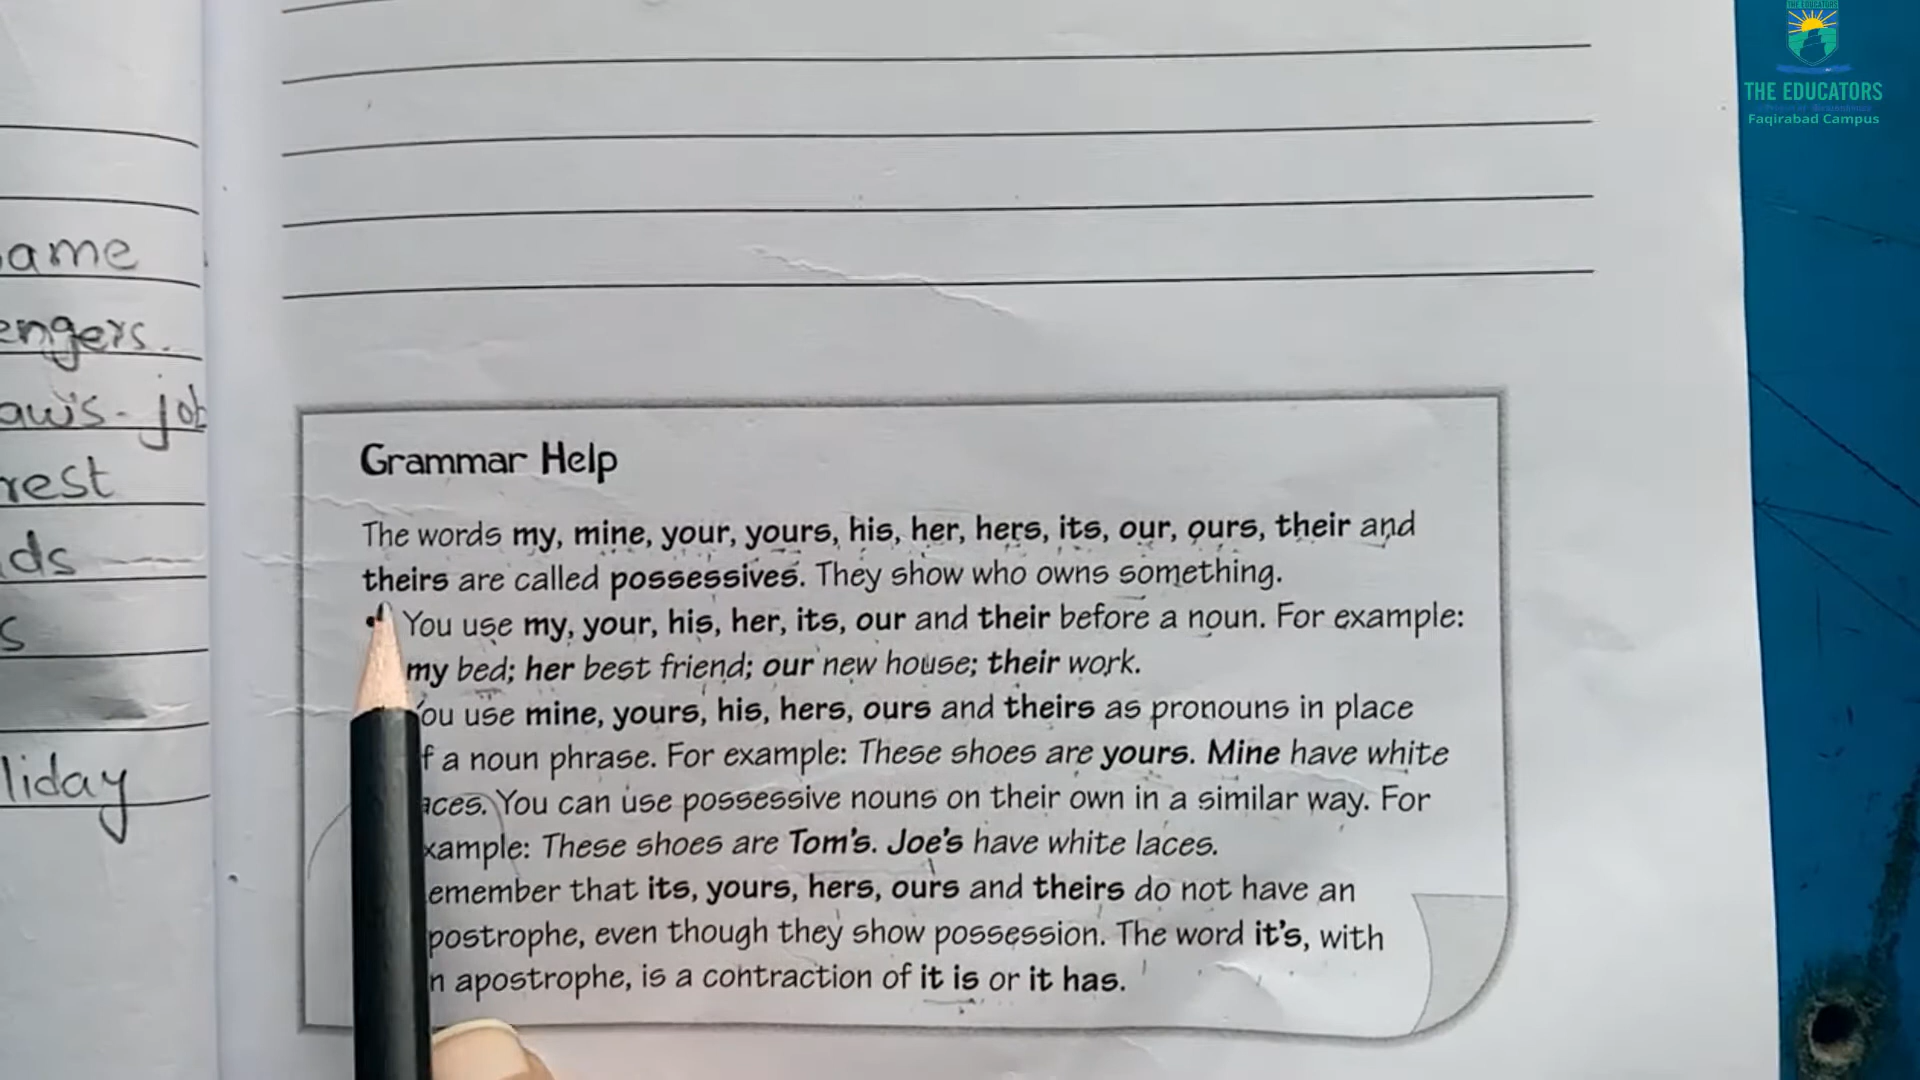 THE EDUCATORS
THE EDUCATORS
Faqirabad Campus
ame
engers.
job
rest
ds
s
liday
Grammar Help
The words my, mine, your, yours, his, her, hers, its, our, ours, their and
theirs are called possessives. They show who owns something.
• You use my, your, his, her, its, our and their before a noun. For example:
my bed; her best friend; our new house; their work.
ou use mine, yours, his, hers, ours and theirs as pronouns in place
f a noun phrase. For example: These shoes are yours. Mine have white
aces. You can use possessive nouns on their own in a similar way. For
xample: These shoes are Tom's. Joe's have white laces.
emember that its, yours, hers, ours and theirs do not have an
postrophe, even though they show possession. The word it's, with
n apostrophe, is a contraction of it is or it has.